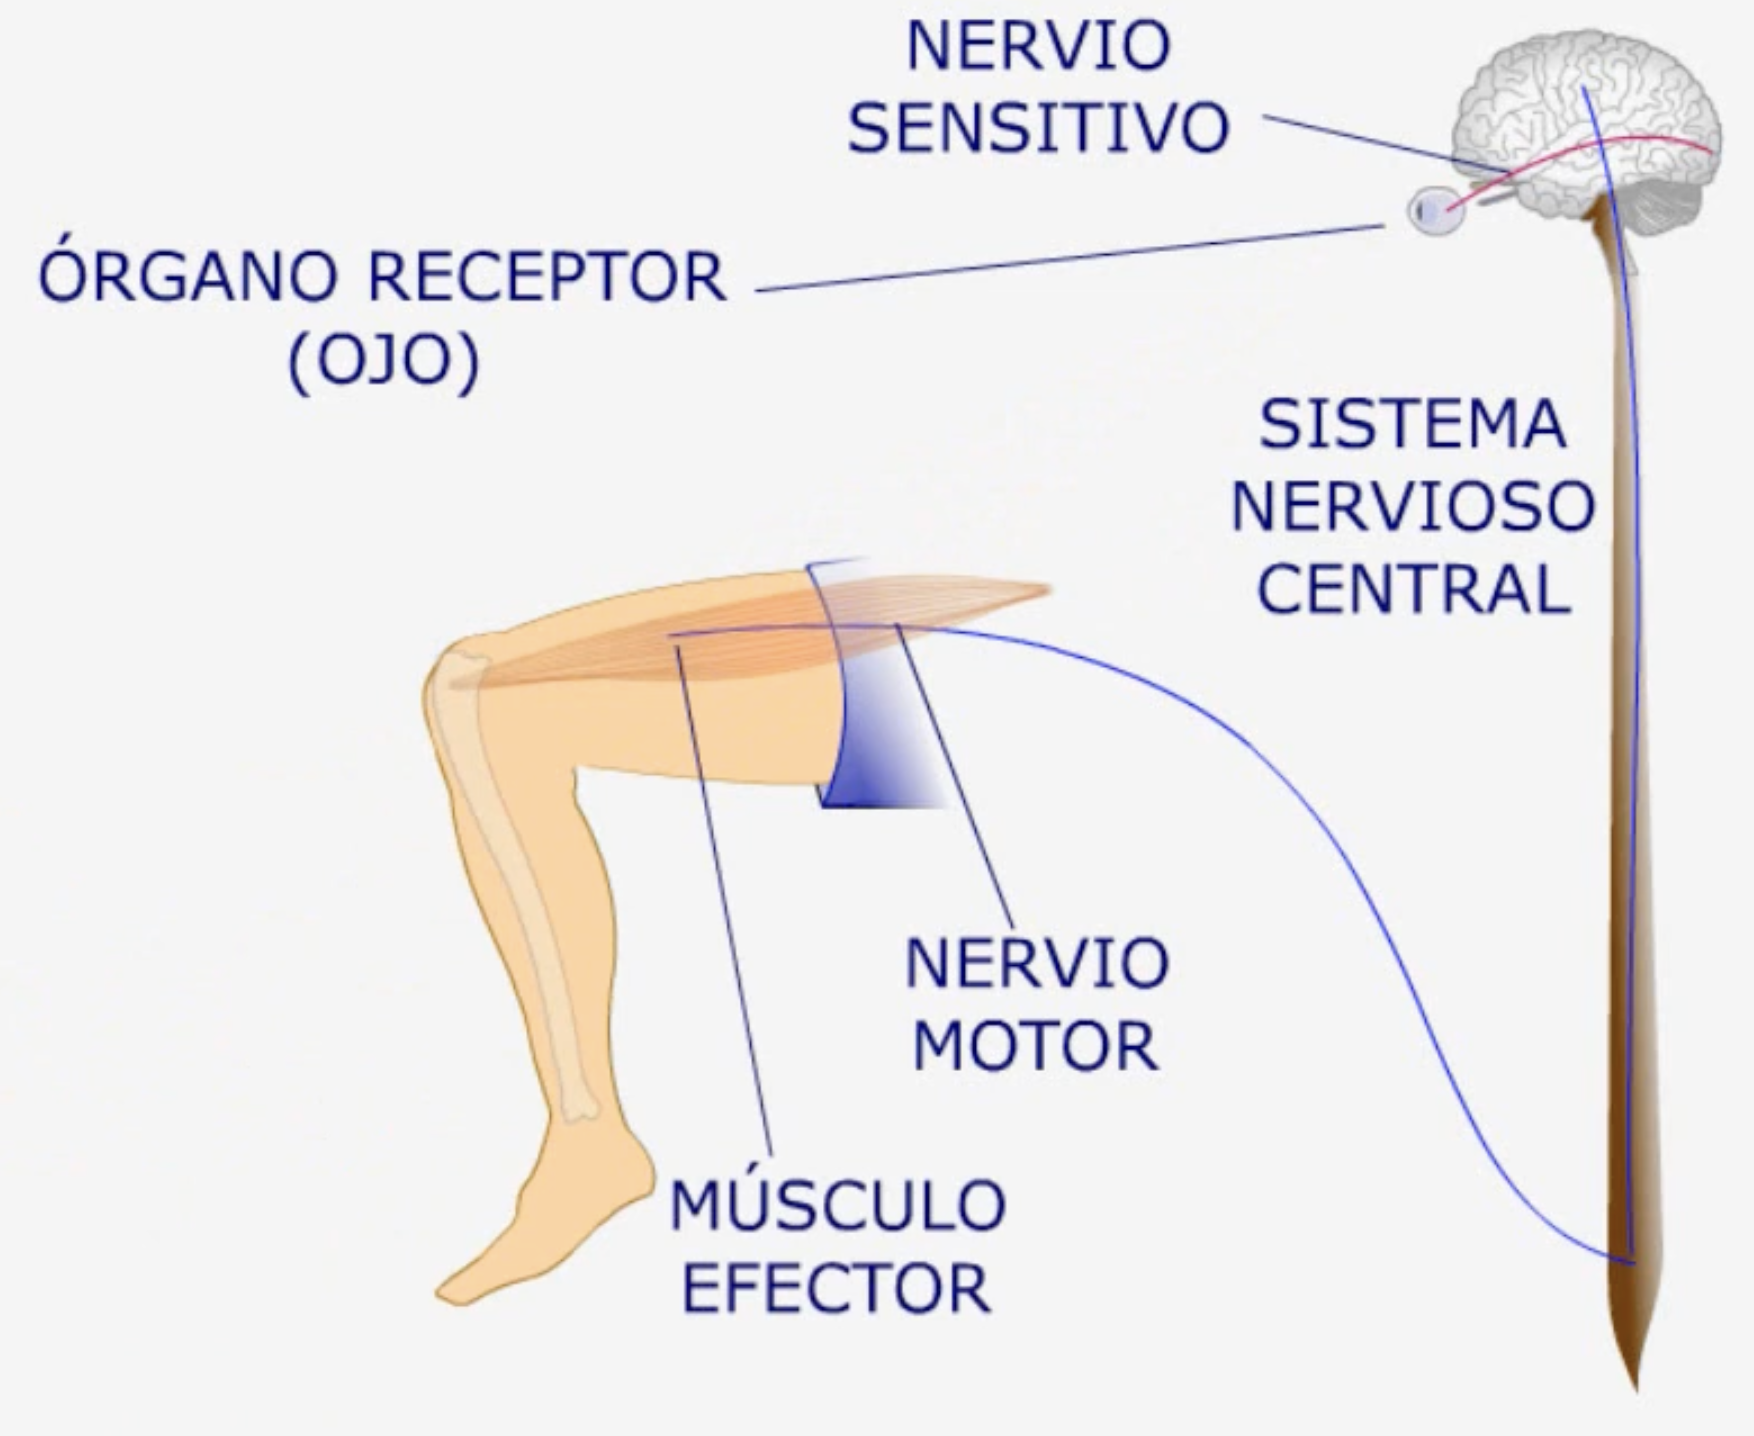 NERVIO
SENSITIVO
ÓRGANO RECEPTOR
(OJO)
SISTEMA
NERVIOSO
CENTRAL
NERVIO
MOTOR
MÚSCULO
EFECTOR